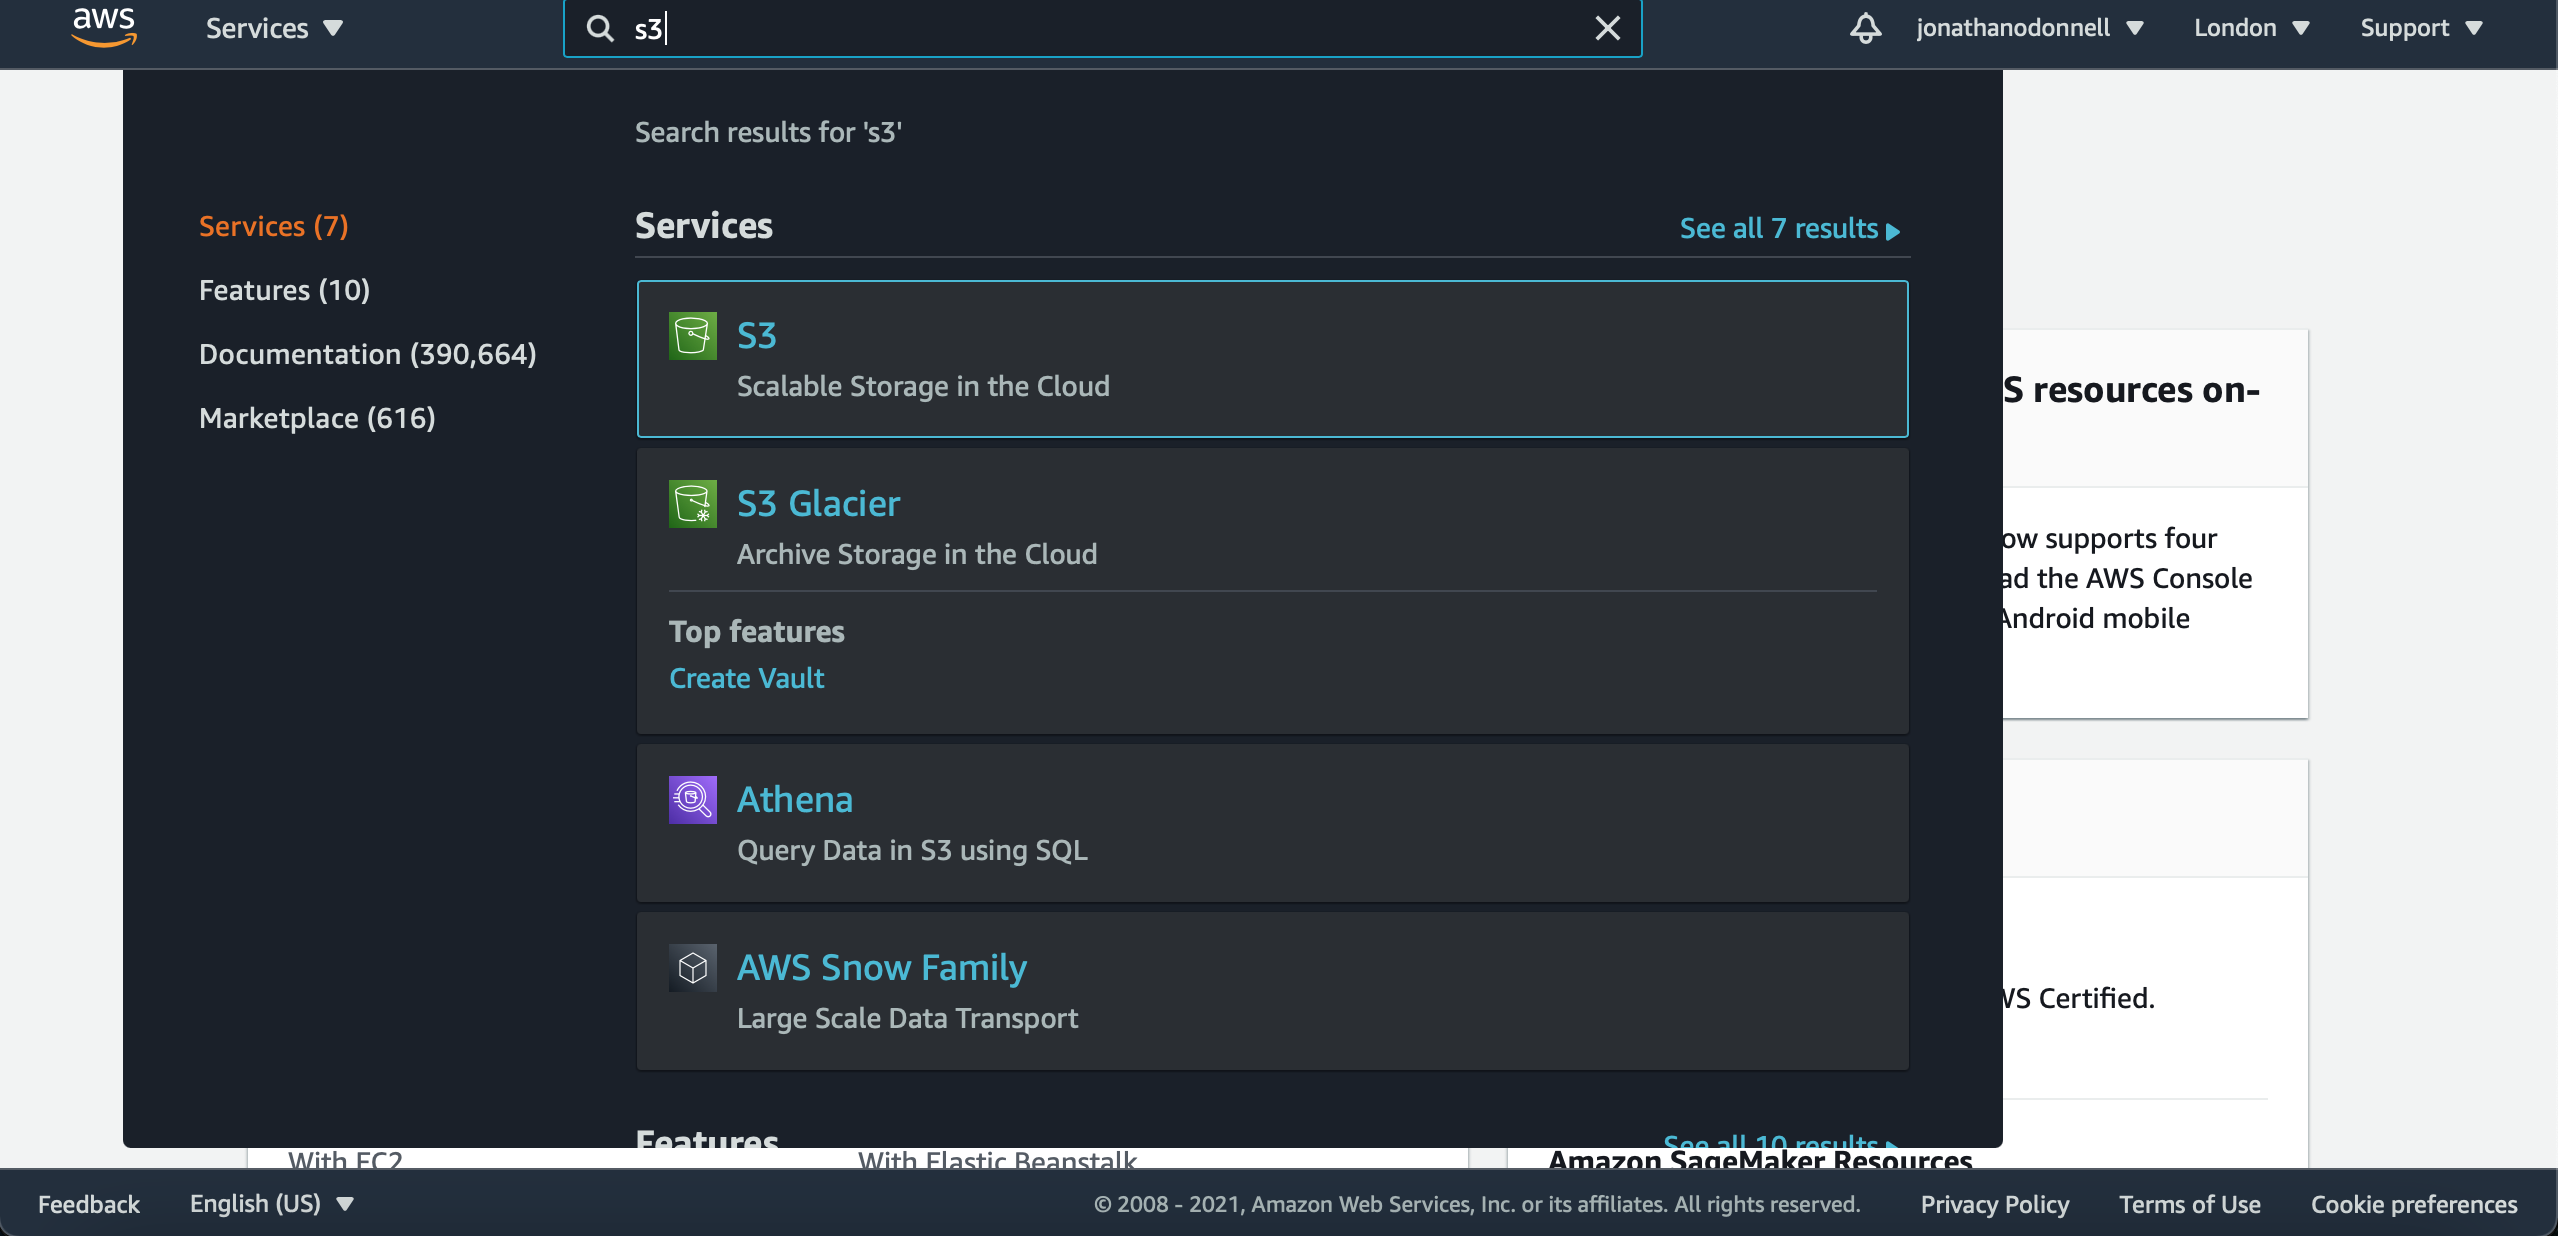 aws
Services
s3
jonathanodonnell
London
Support
Search results for 's3'
Services (7)
Features (10)
Documentation (390,664)
Marketplace (616)
Services
See all 7 results
S3
Scalable Storage in the Cloud
S3 Glacier
Archive Storage in the Cloud
Top features
Create Vault
Athena
Query Data in S3 using SQL
AWS Snow Family
Large Scale Data Transport
Features
See all 10 results
S resources on-
ow supports four
ad the AWS Console
Android mobile
WS Certified.
With EC2
With Elastic Beanstalk
Amazon SageMaker Resources
Feedback
English (US)
© 2008 - 2021, Amazon Web Services, Inc. or its affiliates. All rights reserved.
Privacy Policy
Terms of Use
Cookie preferences